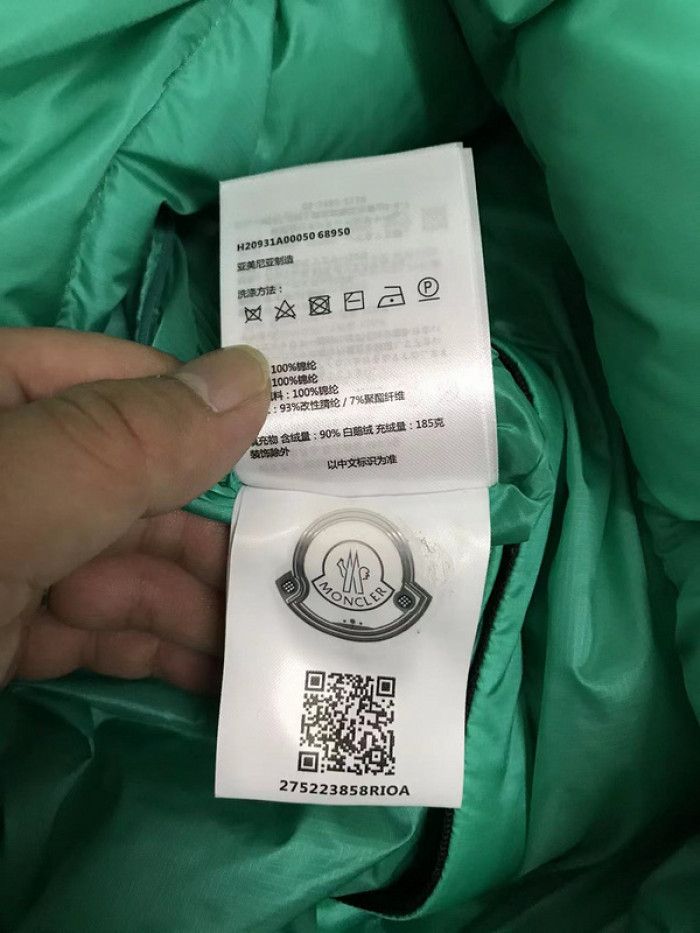 H20931A00050 68950
亚美尼亚制造
洗涤方法：
P
100%锦纶
100%锦纶
料：100%锦纶
：93%改性腈纶 / 7%聚酯纤维
填充物 含绒量：90% 白鹅绒 充绒量：185克
装饰除外
以中文标识为准
MONCLER
275223858RIOA